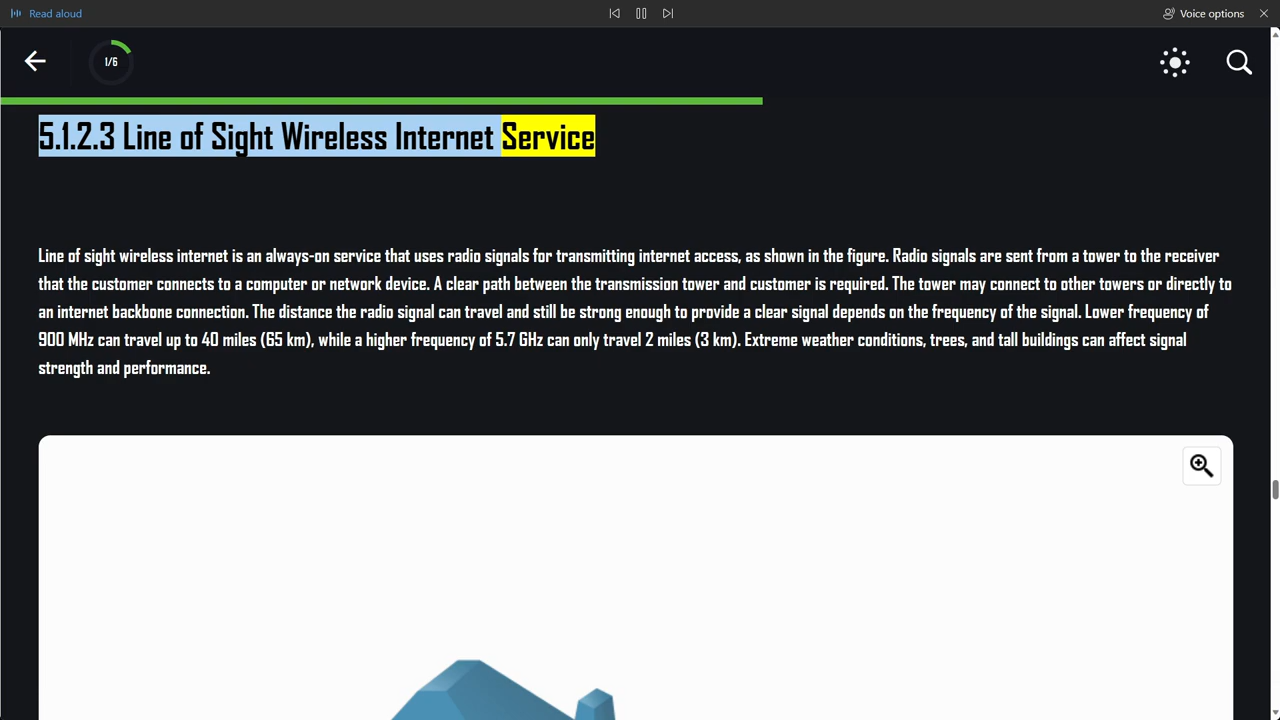 Read aloud
Voice options
1/6
5.1.2.3 Line of Sight Wireless Internet Service
Line of sight wireless internet is an always-on service that uses radio signals for transmitting internet access, as shown in the figure. Radio signals are sent from a tower to the receiver
that the customer connects to a computer or network device. A clear path between the transmission tower and customer is required. The tower may connect to other towers or directly to
an internet backbone connection. The distance the radio signal can travel and still be strong enough to provide a clear signal depends on the frequency of the signal. Lower frequency of
900 MHz can travel up to 40 miles (65 km), while a higher frequency of 5.7 GHz can only travel 2 miles (3 km). Extreme weather conditions, trees, and tall buildings can affect signal
strength and performance.